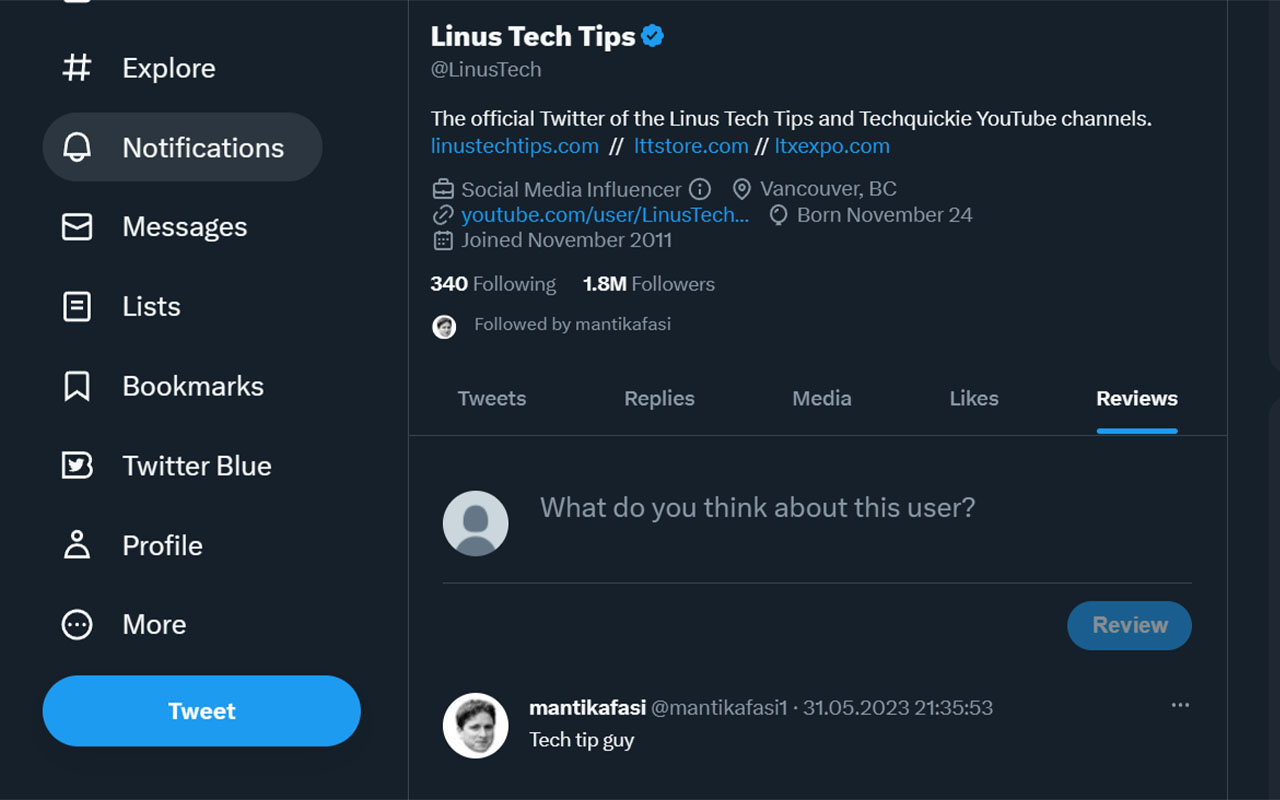 Explore
Notifications
Messages
Lists
Bookmarks
Twitter Blue
Profile
More
Tweet
Linus Tech Tips
@LinusTech
The official Twitter of the Linus Tech Tips and Techquickie YouTube channels.
linustechtips.com // lttstore.com // ltxexpo.com
Social Media Influencer Vancouver, BC
youtube.com/user/LinusTech... Born November 24
Joined November 2011
340 Following 1.8M Followers
Followed by mantikafasi
Tweets Replies Media Likes Reviews
What do you think about this user?
Review
mantikafasi @mantikafasi1 · 31.05.2023 21:35:53
Tech tip guy